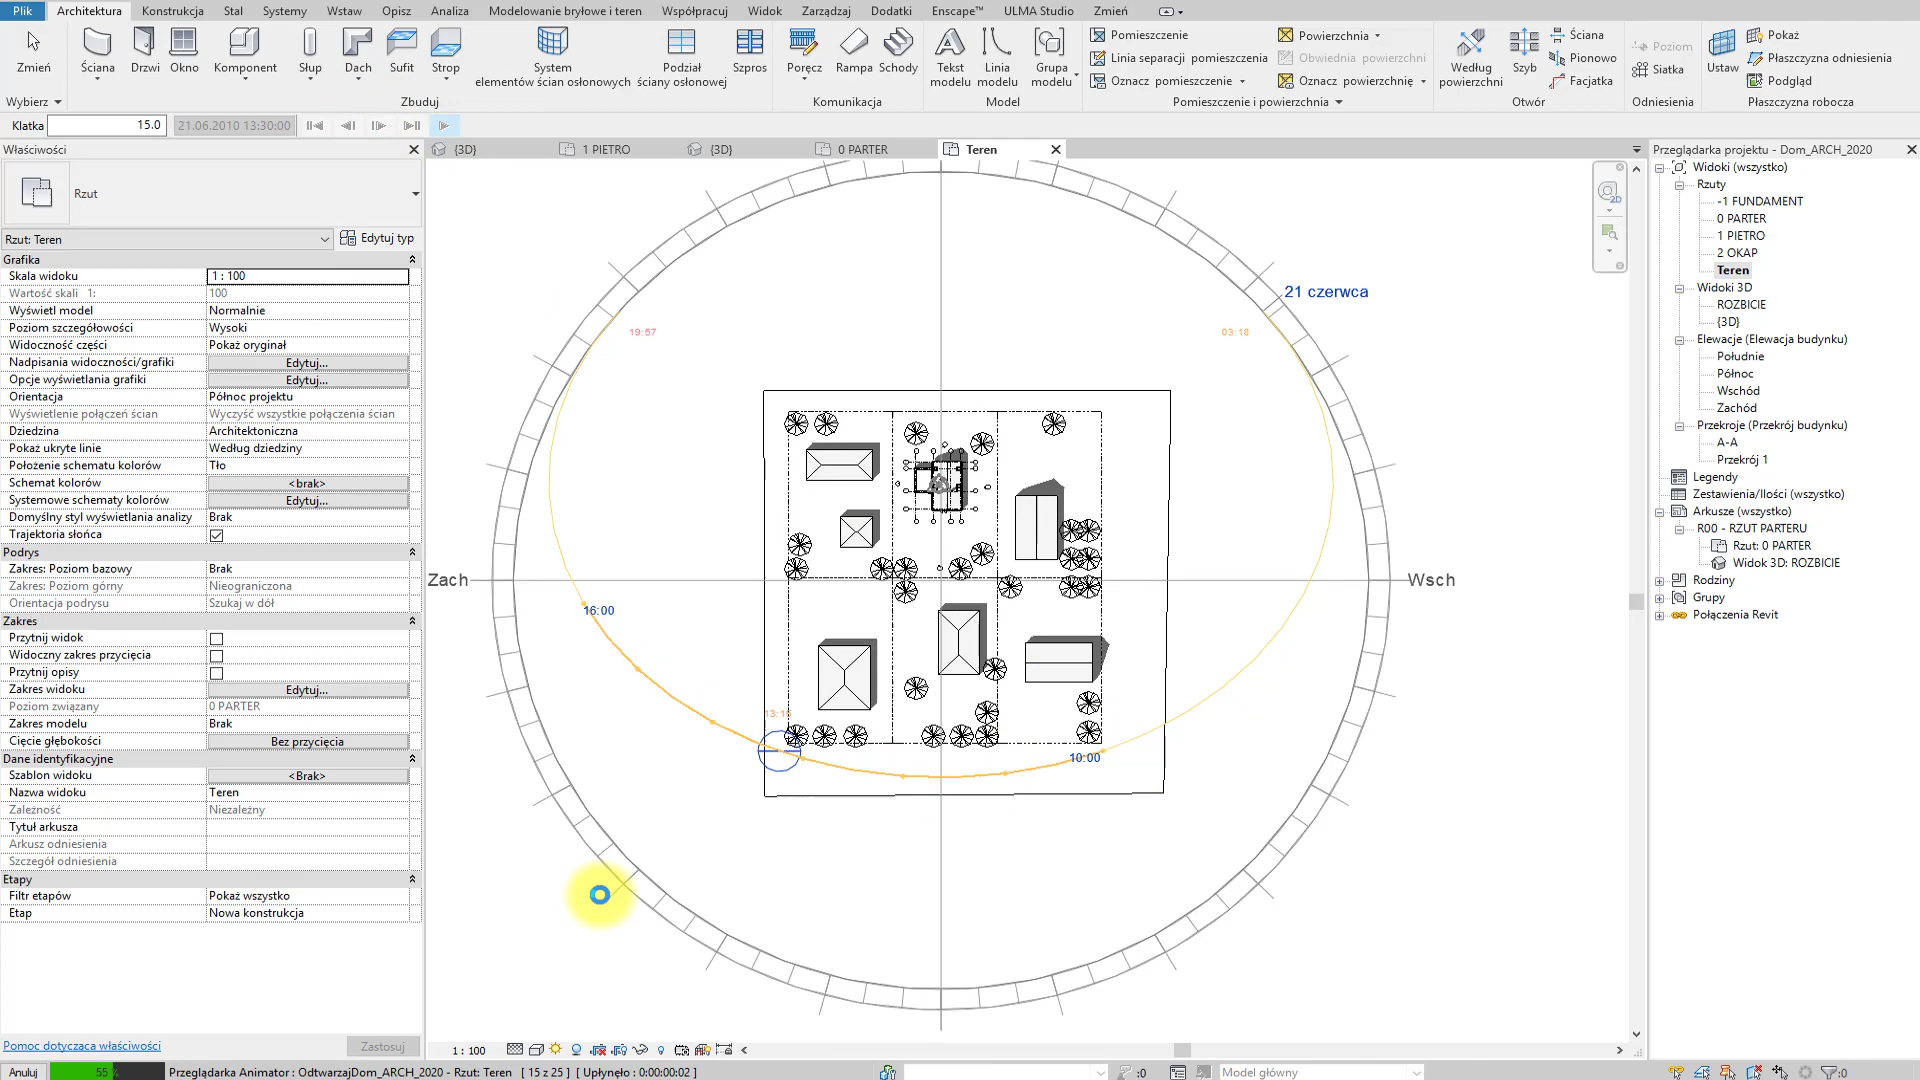 Plik Architektura Konstrukcja Stal Systemy Wstaw Opisz Analiza Modelowanie bryłowe i teren Współpracuj Widok Zarządzaj Dodatki Enscape™ ULMA Studio Zmień
Zmień Ściana Drzwi Okno Komponent Słup Dach Sufit Strop System elementów ścian osłonowych Podział ściany osłonowej Szpros Poręcz Rampa Schody Tekst modelu Linia modelu Grupa modelu
Pomieszczenie
Linia separacji pomieszczenia
Oznacz pomieszczenie
Powierzchnia
Obwiednia powierzchni
Oznacz powierzchnię
Według powierzchni Szyb
Ściana
Pionowo
Facjatka
Poziom
Siatka
Ustaw
Pokaż
Płaszczyzna odniesienia
Podgląd
Wybierz Zbuduj Komunikacja Model Pomieszczenie i powierzchnia Otwór Odniesienia Płaszczyzna robocza
Klatka 15.0 21.06.2010 13:30:00
Właściwości
{3D} 1 PIETRO {3D} 0 PARTER Teren
Rzut
Rzut: Teren Edytuj typ
Grafika
Skala widoku 1 : 100
Wartość skali 1: 100
Wyświetl model Normalnie
Poziom szczegółowości Wysoki
Widoczność części Pokaż oryginał
Nadpisania widoczności/grafiki Edytuj...
Opcje wyświetlania grafiki Edytuj...
Orientacja Północ projektu
Wyświetlenie połączeń ścian Wyczyść wszystkie połączenia ścian
Dziedzina Architektoniczna
Pokaż ukryte linie Według dziedziny
Położenie schematu kolorów Tło
Schemat kolorów <brak>
Systemowe schematy kolorów Edytuj...
Domyślny styl wyświetlania analizy Brak
Trajektoria słońca
Podrys
Zakres: Poziom bazowy Brak
Zakres: Poziom górny Nieograniczona
Orientacja podrysu Szukaj w dół
Zakres
Przytnij widok
Widoczny zakres przycięcia
Przytnij opisy
Zakres widoku Edytuj...
Poziom związany 0 PARTER
Zakres modelu Brak
Cięcie głębokości Bez przycięcia
Dane identyfikacyjne
Szablon widoku <Brak>
Nazwa widoku Teren
Zależność Niezależny
Tytuł arkusza
Arkusz odniesienia
Szczegół odniesienia
Etapy
Filtr etapów Pokaż wszystko
Etap Nowa konstrukcja
Pomoc dotycząca właściwości Zastosuj
21 czerwca
19:57 03:18
Zach Wsch
16:00
10:00
1 : 100
Przeglądarka projektu - Dom_ARCH_2020
Widoki (wszystko)
Rzuty
-1 FUNDAMENT
0 PARTER
1 PIETRO
2 OKAP
Teren
Widoki 3D
ROZBICIE
{3D}
Elewacje (Elewacja budynku)
Południe
Północ
Wschód
Zachód
Przekroje (Przekrój budynku)
A-A
Przekrój 1
Legendy
Zestawienia/Ilości (wszystko)
Arkusze (wszystko)
R00 - RZUT PARTERU
Rzut: 0 PARTER
Widok 3D: ROZBICIE
Rodziny
Grupy
Połączenia Revit
Anuluj 55 Przeglądarka Animator : OdtwarzajDom_ARCH_2020 - Rzut: Teren [ 15 z 25 ] [ Upłynęło : 0:00:00:02 ] :0 Model główny :0